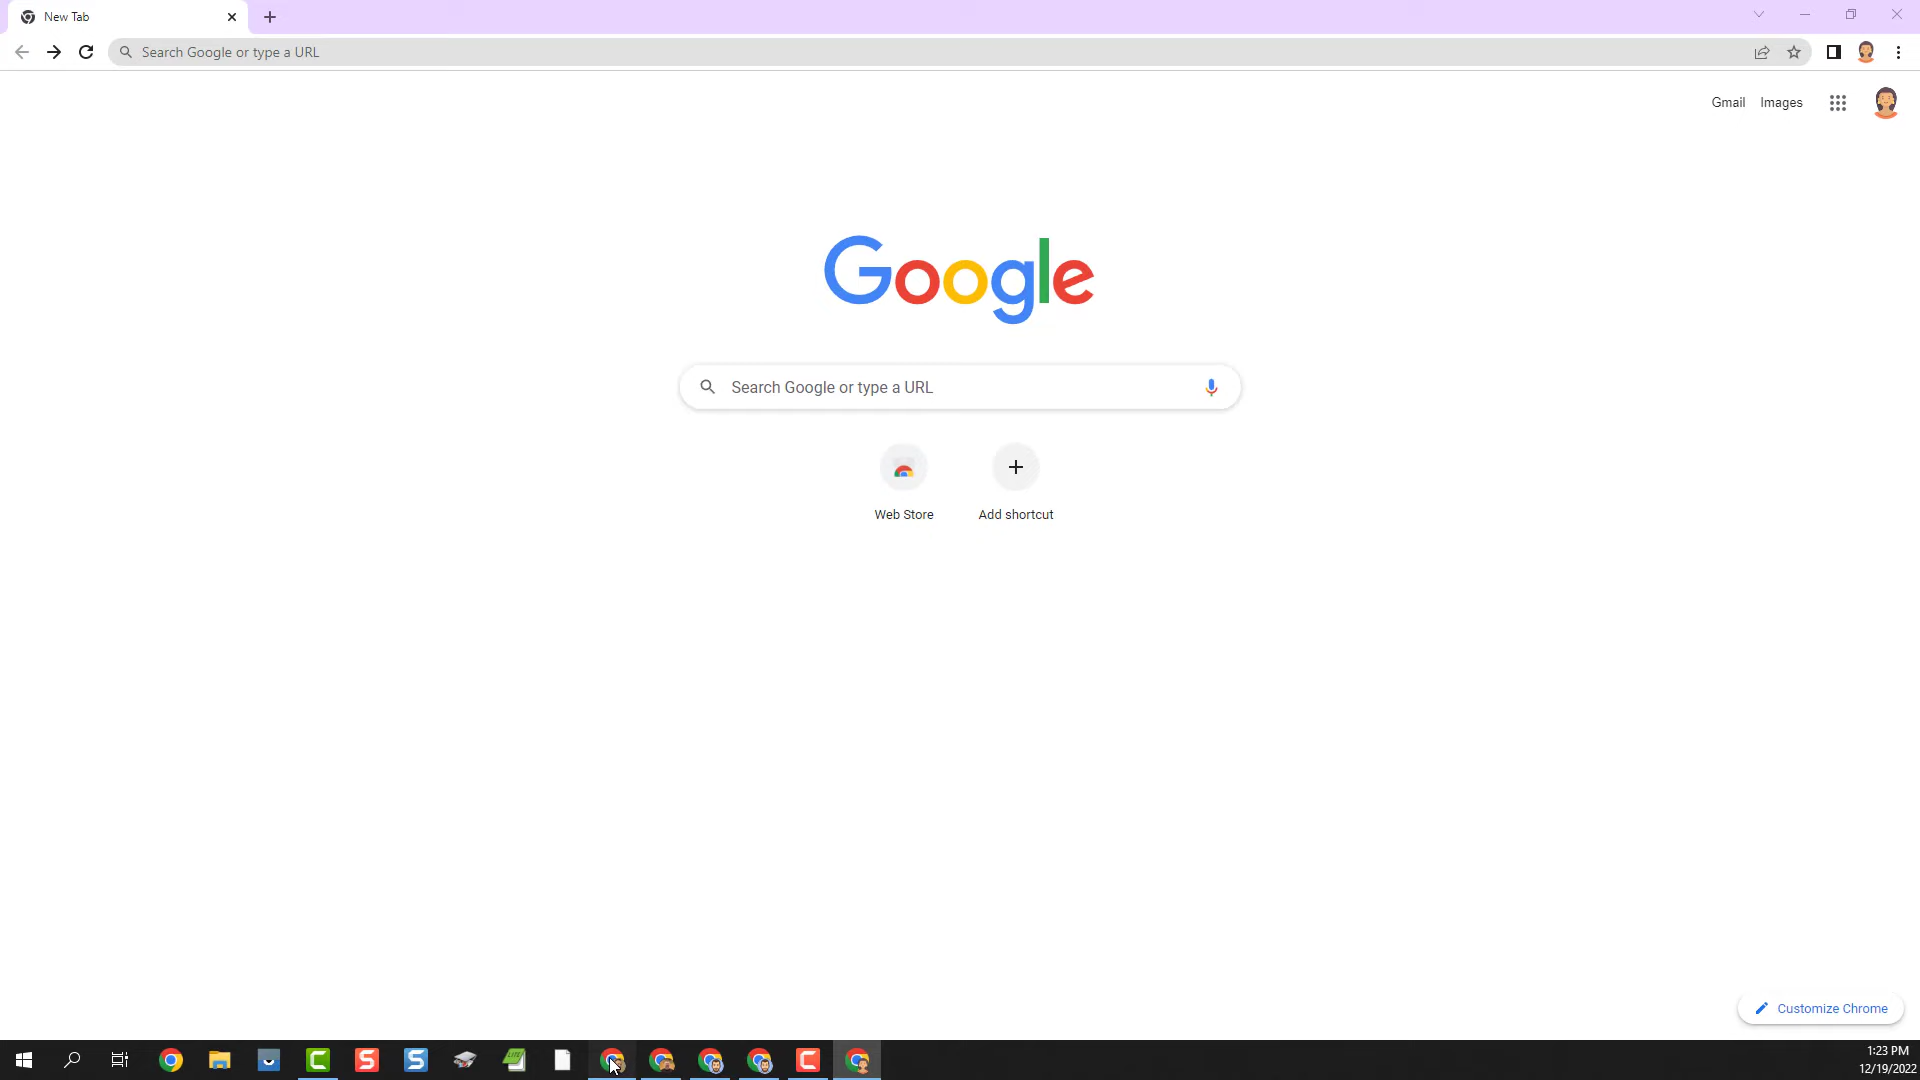 New Tab
Search Google or type a URL
Gmail Images
Google
Search Google or type a URL
Web Store Add shortcut
Customize Chrome
1:23 PM
12/19/2022